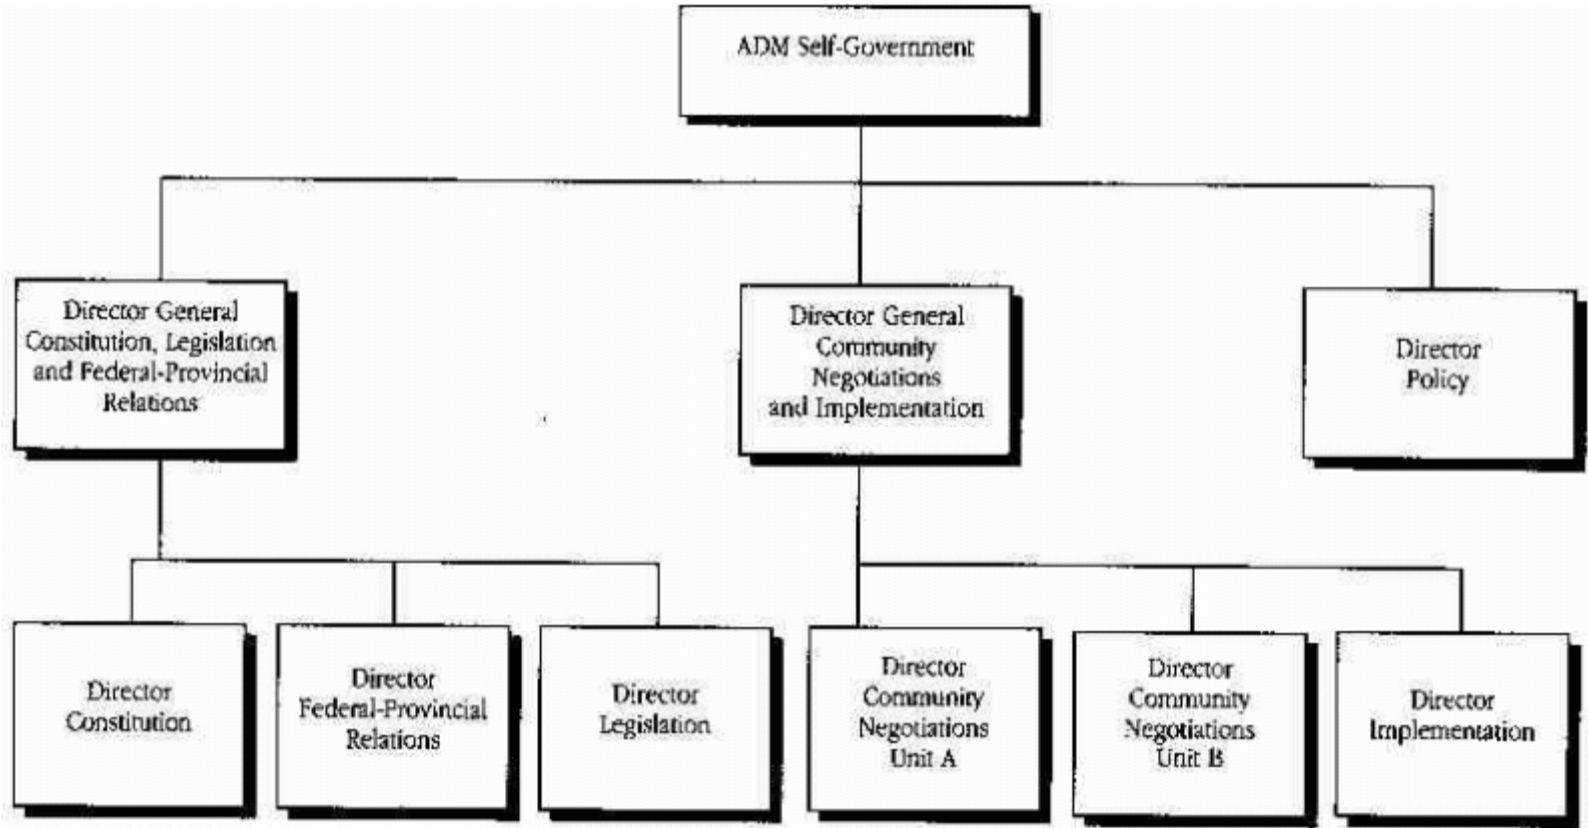 ADM Self-Government
Director General
Constitution, Legislation
and Federal-Provincial
Relations
Director General
Community
Negotiations
and Implementation
Director
Policy
Director
Constitution
Director
Federal-Provincial
Relations
Director
Legislation
Director
Community
Negotiations
Unit A
Director
Community
Negotiations
Unit B
Director
Implementation